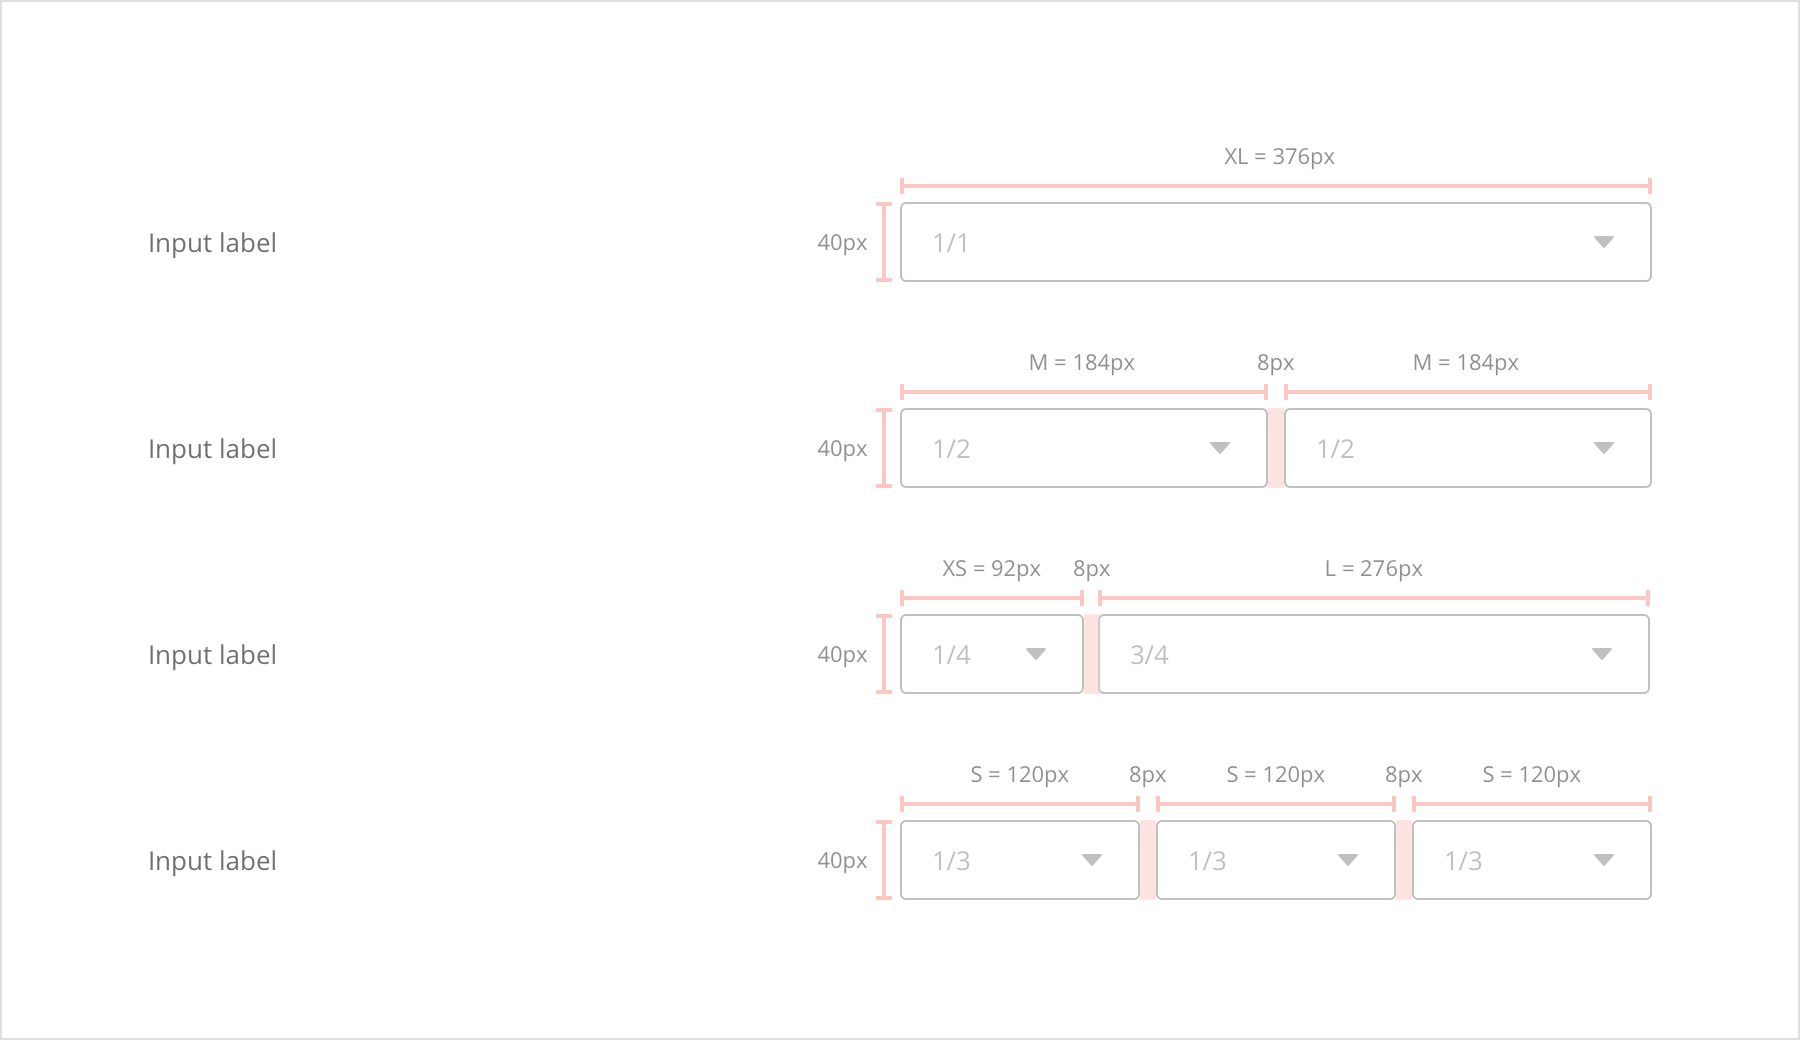 XL = 376px
Input label 40px 1/1
M = 184px 8px M = 184px
Input label 40px 1/2 1/2
XS = 92px 8px L = 276px
Input label 40px 1/4 3/4
S = 120px 8px S = 120px 8px S = 120px
Input label 40px 1/3 1/3 1/3